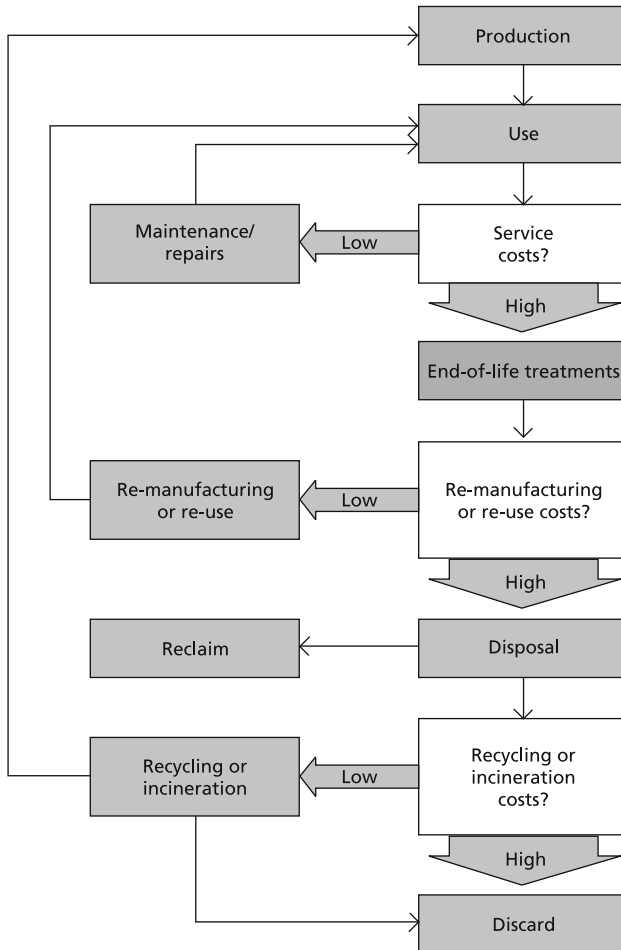 Production
Use
Maintenance/
repairs
Low
Service
costs?
High
End-of-life treatments
Re-manufacturing
or re-use
Low
Re-manufacturing
or re-use costs?
High
Reclaim
Disposal
Recycling or
incineration
Low
Recycling or
incineration
costs?
High
Discard